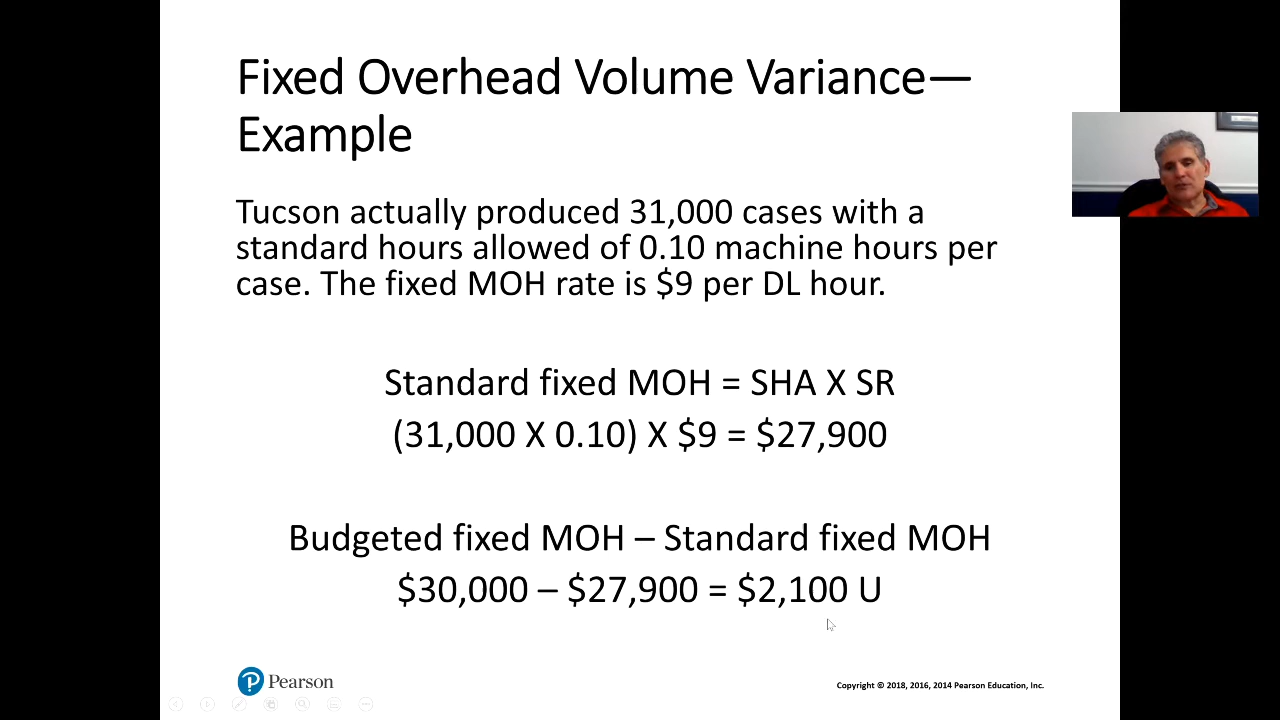 Fixed Overhead Volume Variance—
Example
Tucson actually produced 31,000 cases with a
standard hours allowed of 0.10 machine hours per
case. The fixed MOH rate is $9 per DL hour.
Standard fixed MOH = SHA X SR
(31,000 X 0.10) X $9 = $27,900
Budgeted fixed MOH – Standard fixed MOH
$30,000 – $27,900 = $2,100 U
P Pearson
Copyright © 2018, 2016, 2014 Pearson Education, Inc.